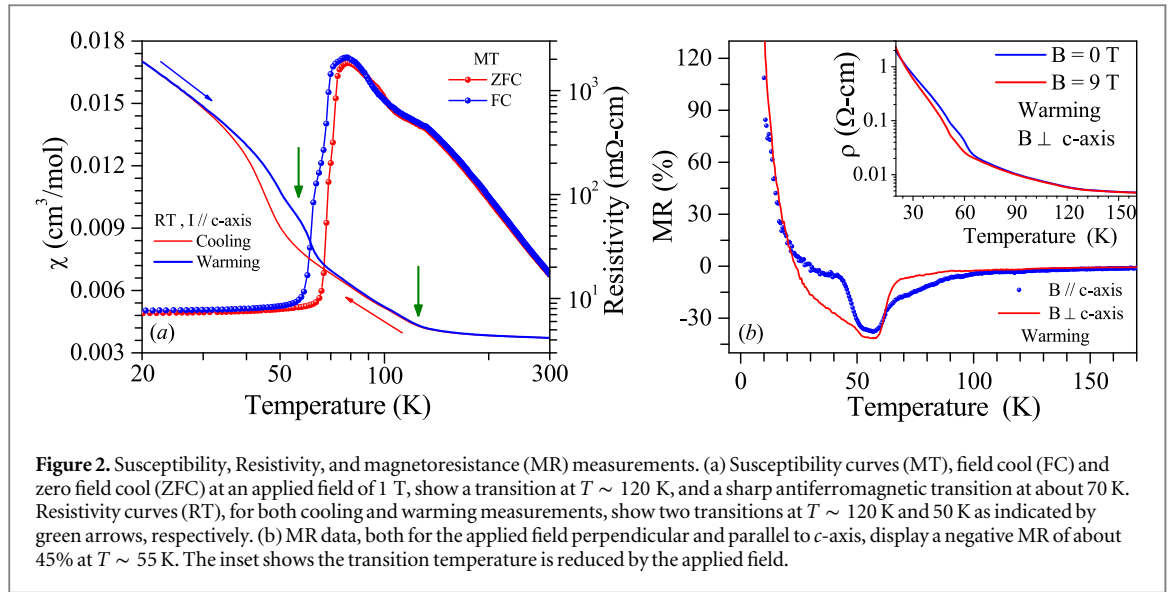 0.018
0.015
0.012
0.009
0.006
0.003
χ (cm³/mol)
MT
ZFC
FC
RT , I // c-axis
Cooling
Warming
(a)
10³
10²
10¹
Resistivity (mΩ-cm)
20
50
100
300
Temperature (K)
120
90
60
30
0
-30
MR (%)
1
0.1
0.01
ρ (Ω-cm)
B = 0 T
B = 9 T
Warming
B ⊥ c-axis
20
40
60
80
100
120
140
160
Temperature (K)
(b)
B // c-axis
B ⊥ c-axis
Warming
0
50
100
150
Temperature (K)
Figure 2. Susceptibility, Resistivity, and magnetoresistance (MR) measurements. (a) Susceptibility curves (MT), field cool (FC) and
zero field cool (ZFC) at an applied field of 1 T, show a transition at T ~ 120 K, and a sharp antiferromagnetic transition at about 70 K.
Resistivity curves (RT), for both cooling and warming measurements, show two transitions at T ~ 120 K and 50 K as indicated by
green arrows, respectively. (b) MR data, both for the applied field perpendicular and parallel to c-axis, display a negative MR of about
45% at T ~ 55 K. The inset shows the transition temperature is reduced by the applied field.